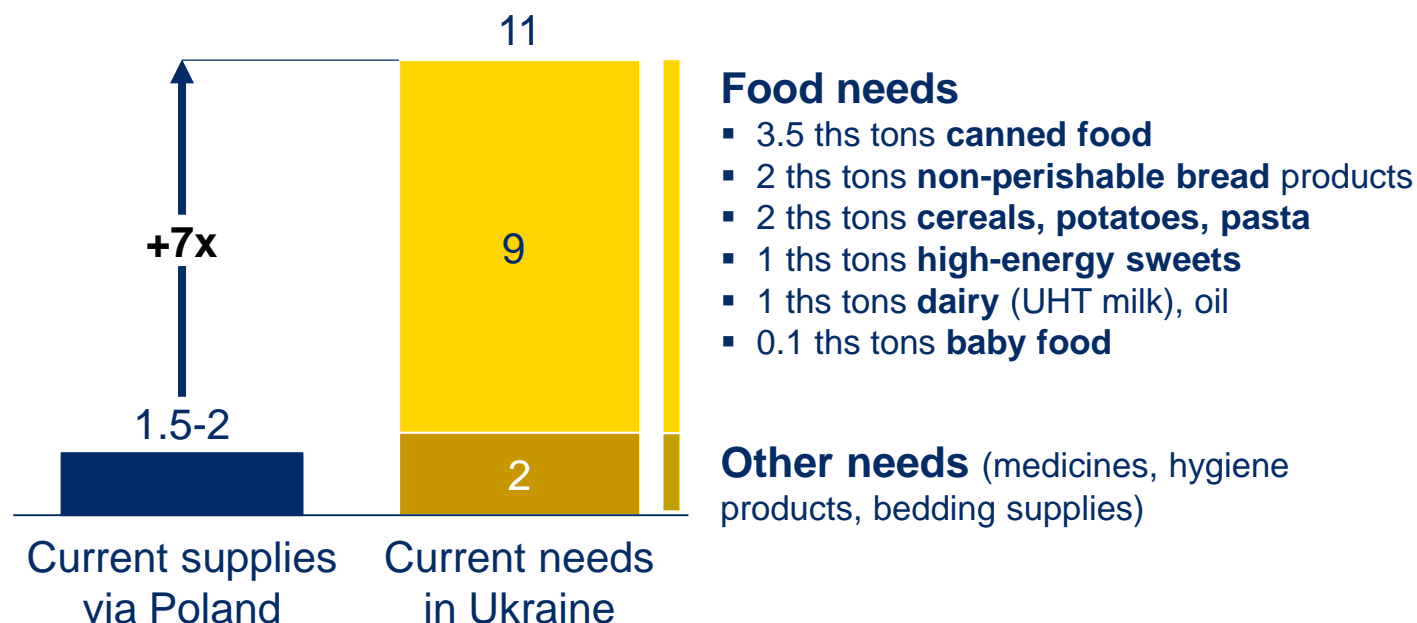 11
Food needs
▪ 3.5 ths tons canned food
▪ 2 ths tons non-perishable bread products
▪ 2 ths tons cereals, potatoes, pasta
▪ 1 ths tons high-energy sweets
▪ 1 ths tons dairy (UHT milk), oil
▪ 0.1 ths tons baby food
+7x
9
1.5-2
2
Other needs (medicines, hygiene
products, bedding supplies)
Current supplies
via Poland
Current needs
in Ukraine